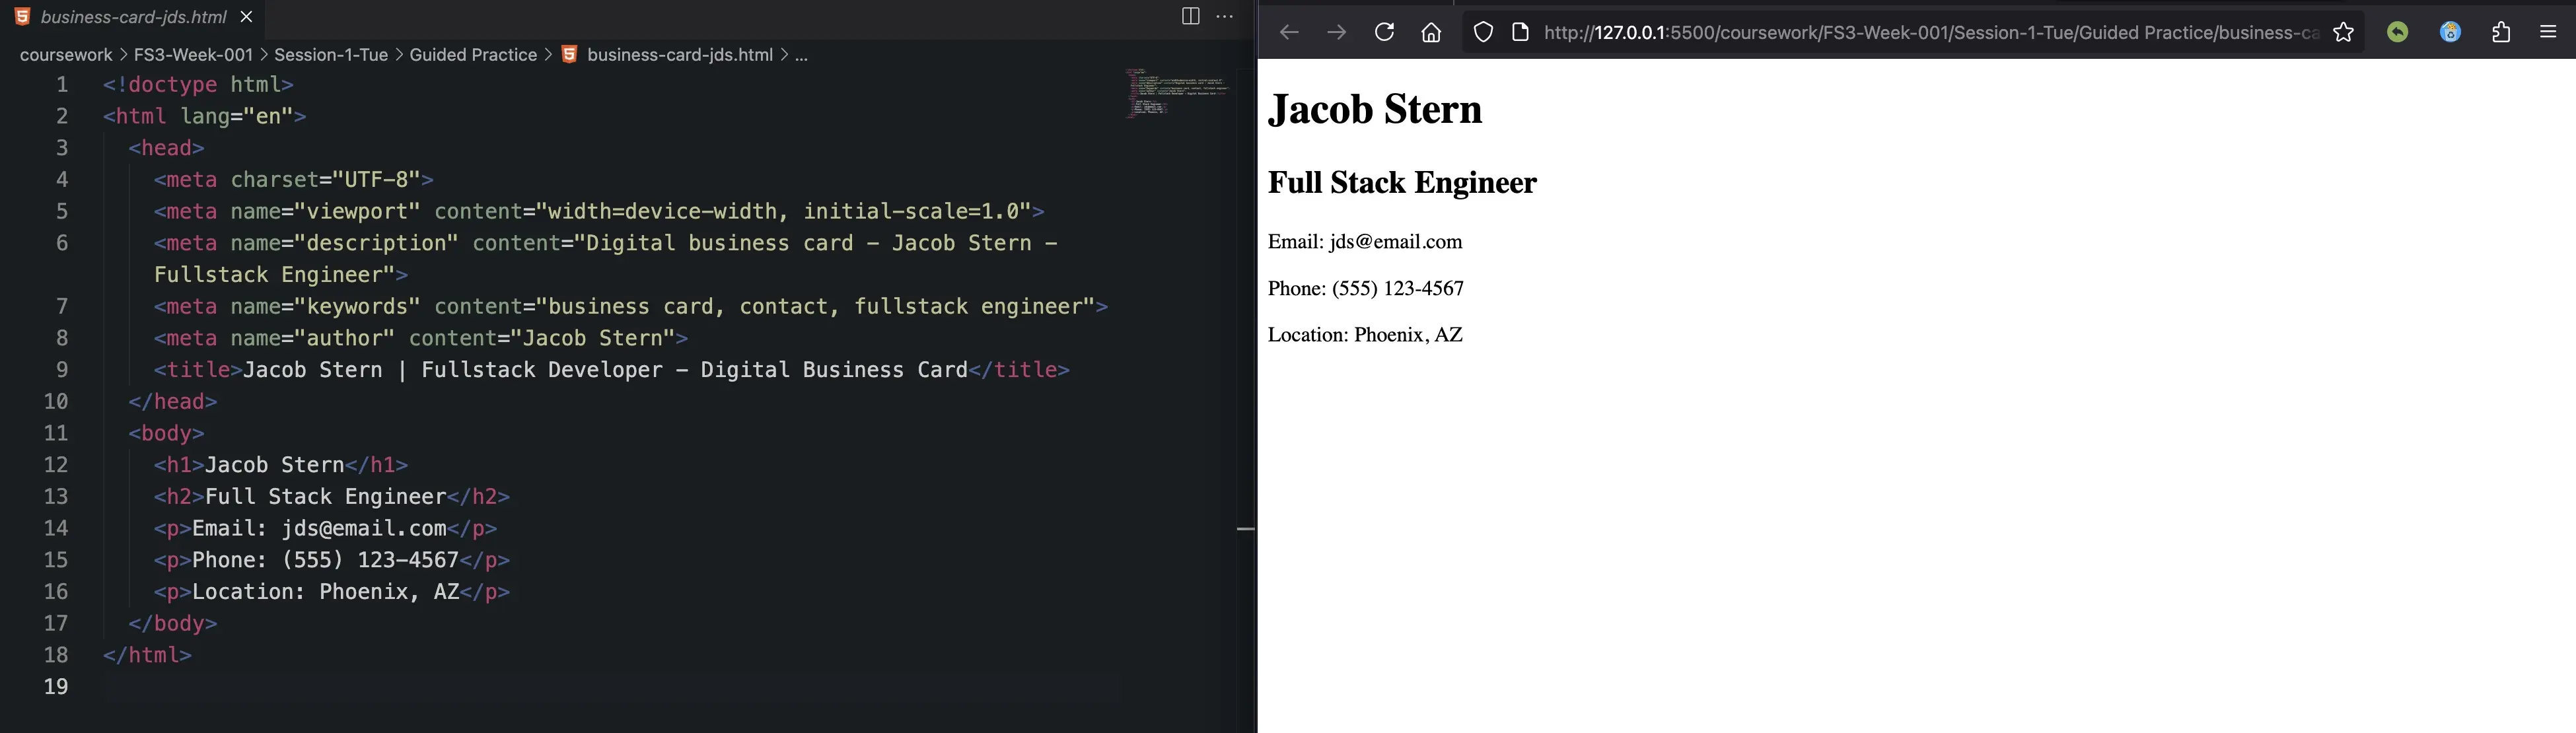 business-card-jds.html
coursework > FS3-Week-001 > Session-1-Tue > Guided Practice > business-card-jds.html > ...
1 <!doctype html>
2 <html lang="en">
3 <head>
4 <meta charset="UTF-8">
5 <meta name="viewport" content="width=device-width, initial-scale=1.0">
6 <meta name="description" content="Digital business card - Jacob Stern -
Fullstack Engineer">
7 <meta name="keywords" content="business card, contact, fullstack engineer">
8 <meta name="author" content="Jacob Stern">
9 <title>Jacob Stern | Fullstack Developer - Digital Business Card</title>
10 </head>
11 <body>
12 <h1>Jacob Stern</h1>
13 <h2>Full Stack Engineer</h2>
14 <p>Email: jds@email.com</p>
15 <p>Phone: (555) 123-4567</p>
16 <p>Location: Phoenix, AZ</p>
17 </body>
18 </html>
19
http://127.0.0.1:5500/coursework/FS3-Week-001/Session-1-Tue/Guided Practice/business-ca
Jacob Stern
Full Stack Engineer
Email: jds@email.com
Phone: (555) 123-4567
Location: Phoenix, AZ